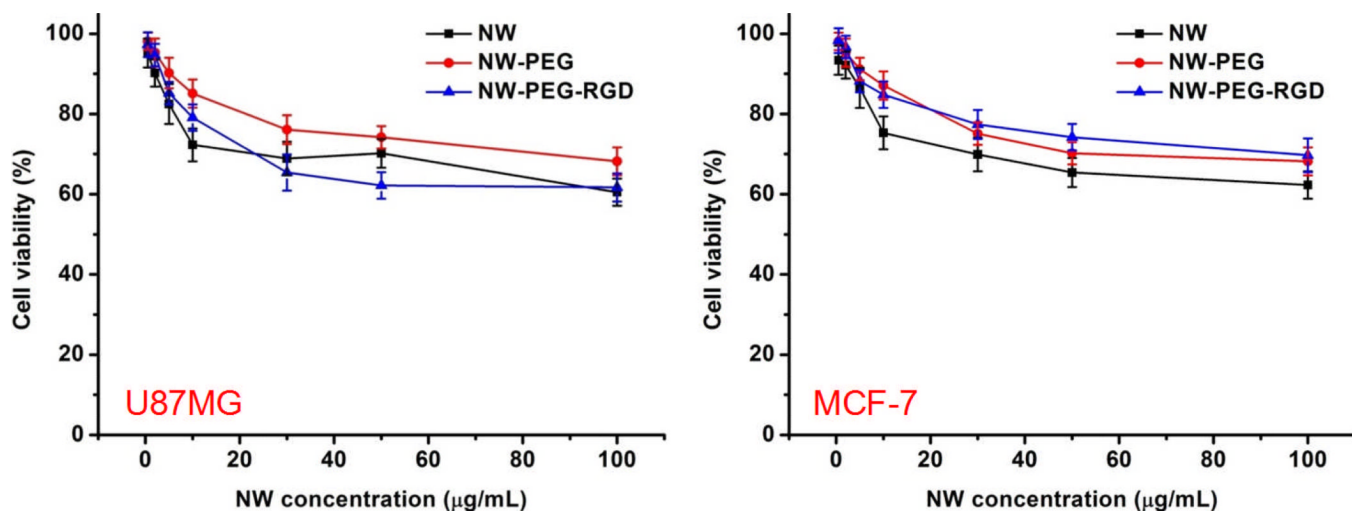 NW
NW-PEG
NW-PEG-RGD
Cell viability (%)
100
80
60
40
20
0
U87MG
0 20 40 60 80 100
NW concentration (μg/mL)
NW
NW-PEG
NW-PEG-RGD
Cell viability (%)
100
80
60
40
20
0
MCF-7
0 20 40 60 80 100
NW concentration (μg/mL)